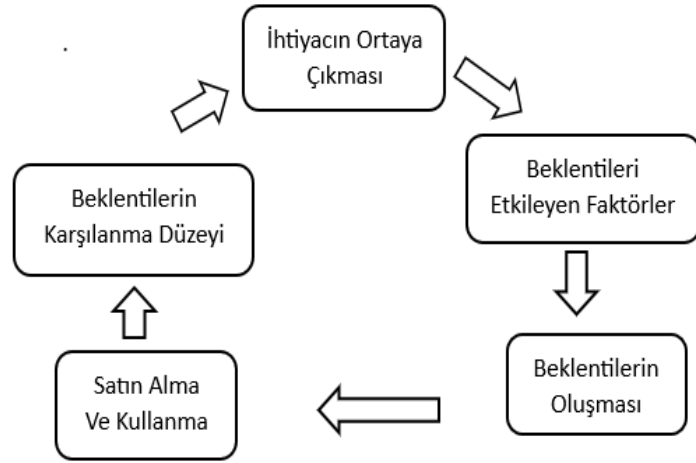 İhtiyacın Ortaya
Çıkması
Beklentileri
Etkileyen Faktörler
Beklentilerin
Oluşması
Satın Alma
Ve Kullanma
Beklentilerin
Karşılanma Düzeyi